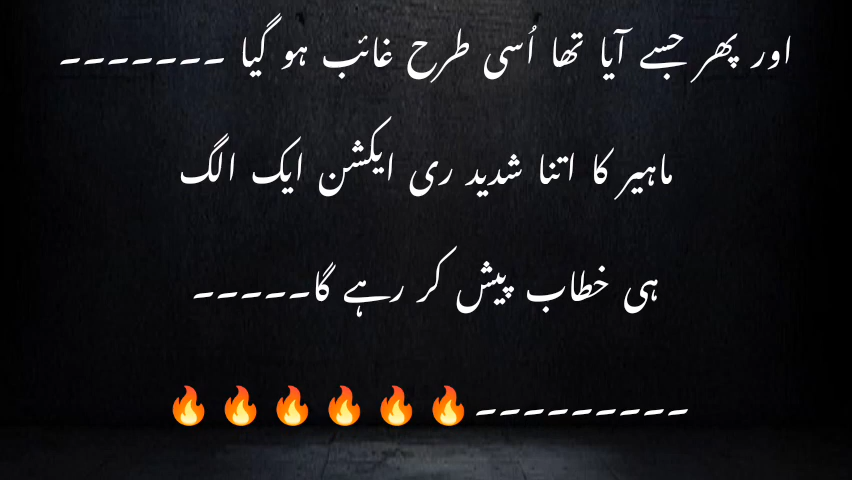 اور پھر جسے آیا تھا اُسی طرح غائب ہو گیا ۔۔۔۔۔۔۔
ماہیر کا اتنا شدید ری ایکشن ایک الگ
ہی خطاب پیش کر رہے گا۔۔۔۔۔
۔۔۔۔۔۔۔۔۔🔥🔥🔥🔥🔥🔥